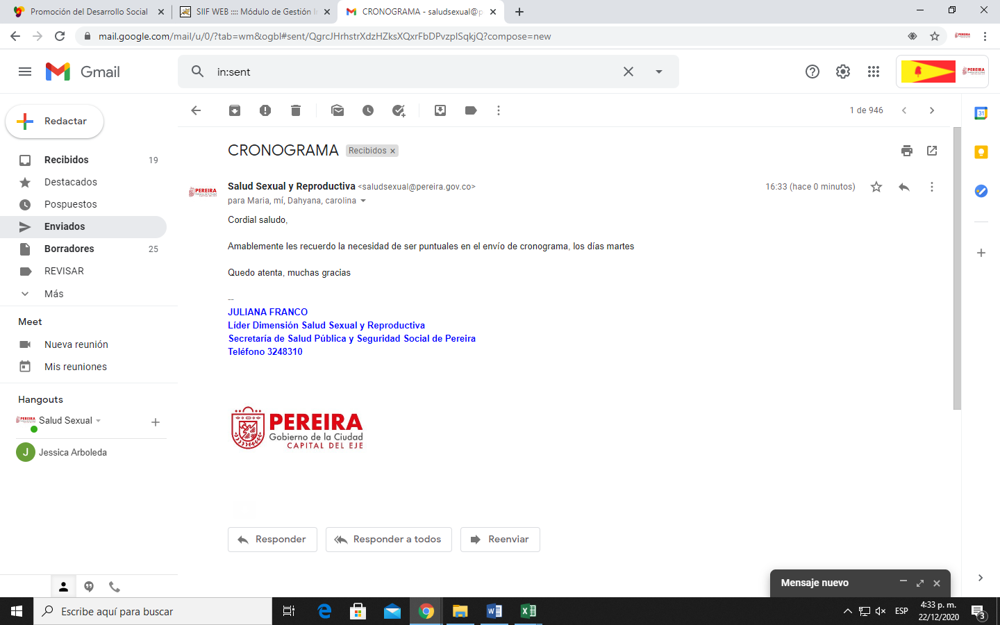 Promoción del Desarrollo Social
SIIF WEB :::: Módulo de Gestión
CRONOGRAMA - saludsexual@p
mail.google.com/mail/u/0/?tab=wm&ogbl#sent/QgrcJHrhstrXdzHZksXQxrFbDPvzplSqkjQ?compose=new
Gmail
in:sent
PEREIRA
Redactar
1 de 946
Recibidos 19
Destacados
Pospuestos
Enviados
Borradores 25
REVISAR
Más
Meet
Nueva reunión
Mis reuniones
Hangouts
Salud Sexual
J Jessica Arboleda
CRONOGRAMA Recibidos x
PEREIRA
Salud Sexual y Reproductiva <saludsexual@pereira.gov.co>
16:33 (hace 0 minutos)
para Maria, mí, Dahyana, carolina
Cordial saludo,
Amablemente les recuerdo la necesidad de ser puntuales en el envío de cronograma, los días martes
Quedo atenta, muchas gracias
--
JULIANA FRANCO
Líder Dimensión Salud Sexual y Reproductiva
Secretaría de Salud Pública y Seguridad Social de Pereira
Teléfono 3248310
PEREIRA
Gobierno de la Ciudad
CAPITAL DEL EJE
Responder
Responder a todos
Reenviar
31
Mensaje nuevo
Escribe aquí para buscar
ESP
4:33 p. m.
22/12/2020
3